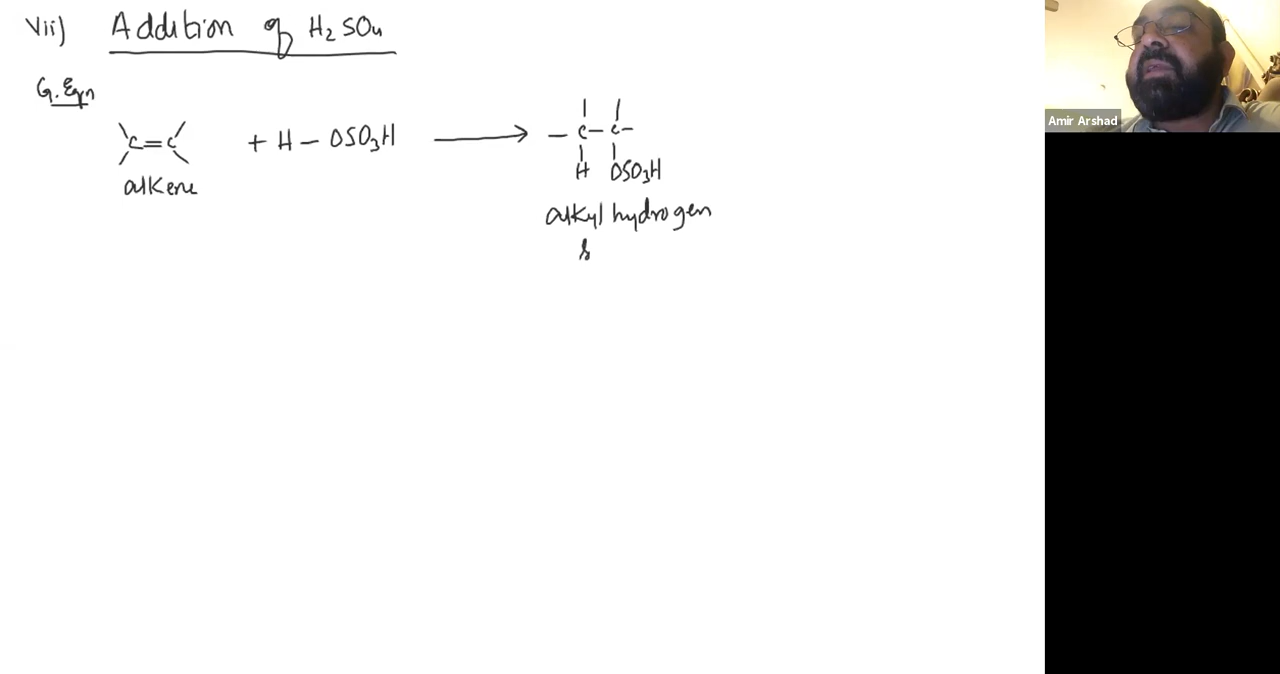 vii) Addition of H₂SO₄
G. Eqn
C=C + H – OSO₃H ⟶ – C – C –
H OSO₃H
alkene
alkyl hydrogen
s
Amir Arshad